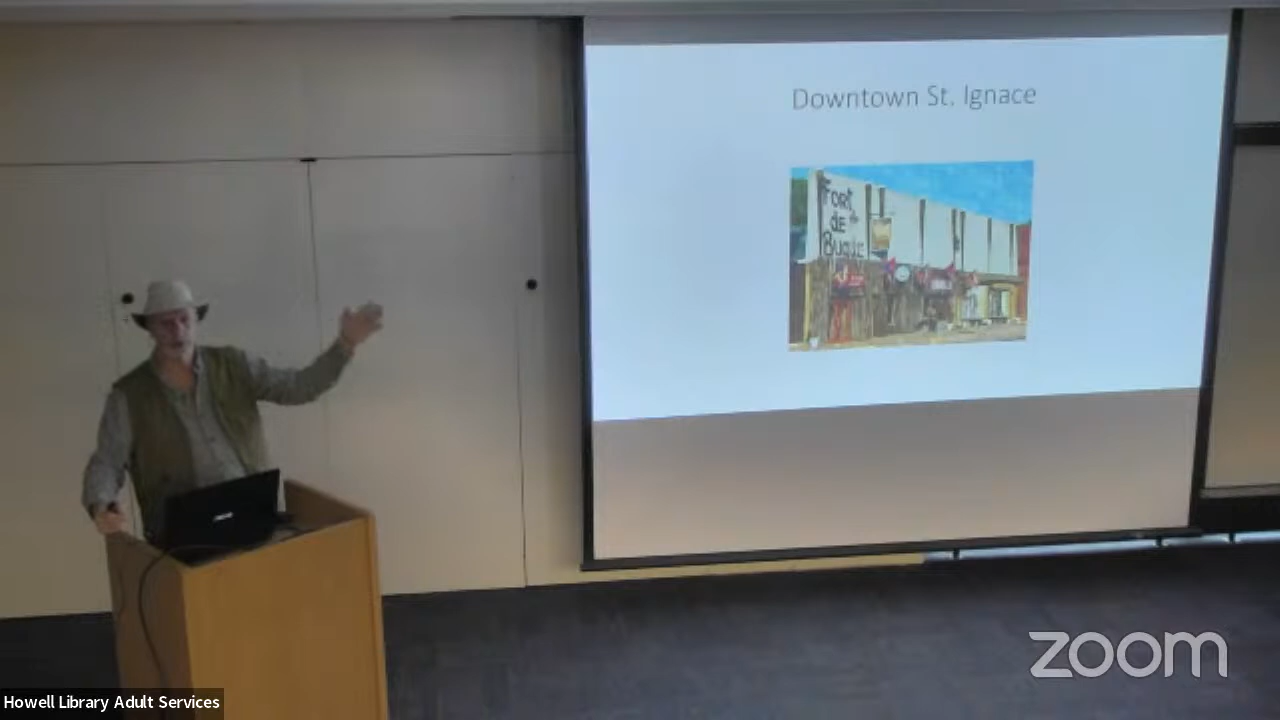 Downtown St. Ignace
FORT
de
BUADE
zoom
Howell Library Adult Services